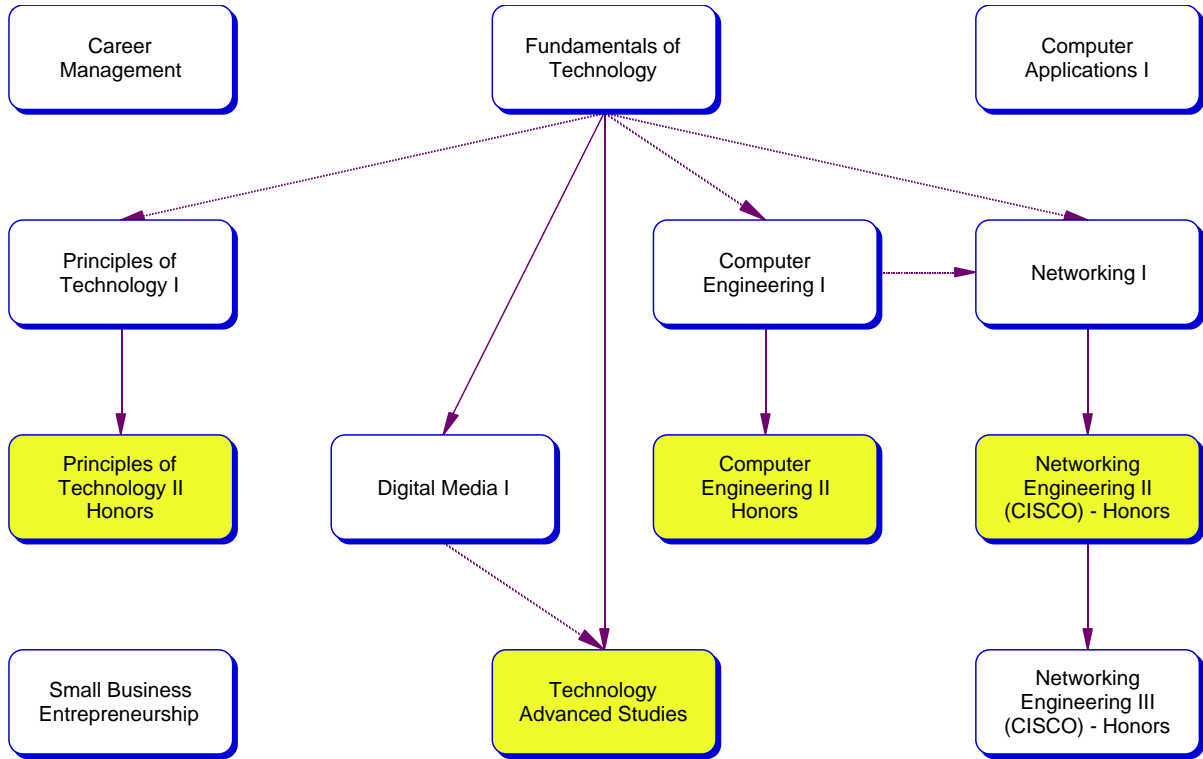 Career
Management
Fundamentals of
Technology
Computer
Applications I
Principles of
Technology I
Computer
Engineering I
Networking I
Principles of
Technology II
Honors
Digital Media I
Computer
Engineering II
Honors
Networking
Engineering II
(CISCO) - Honors
Small Business
Entrepreneurship
Technology
Advanced Studies
Networking
Engineering III
(CISCO) - Honors